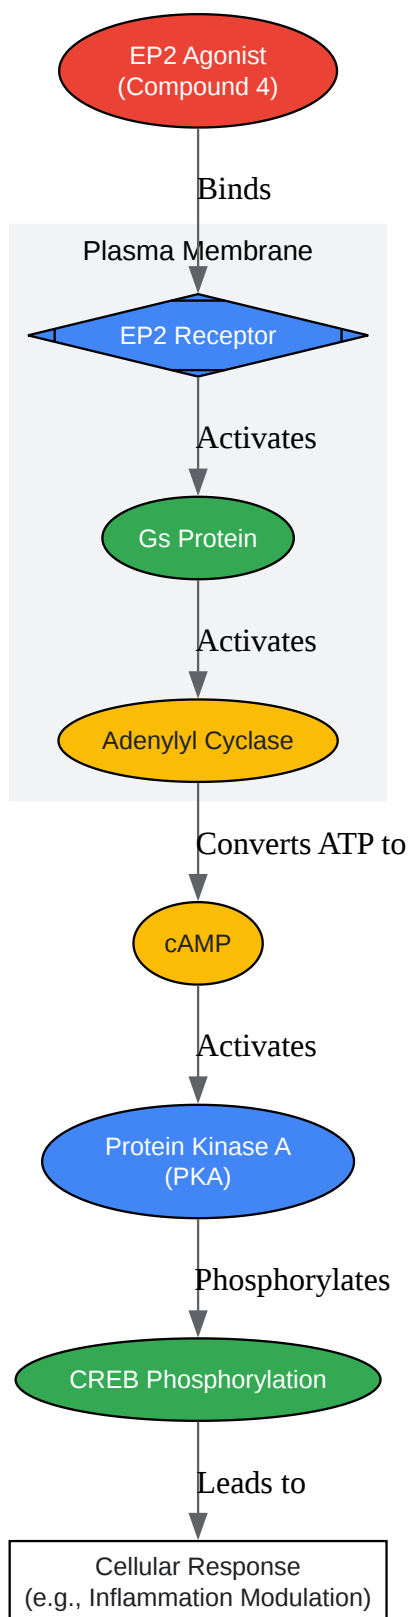 EP2 Agonist
(Compound 4)
Binds
Plasma Membrane
EP2 Receptor
Activates
Gs Protein
Activates
Adenylyl Cyclase
Converts ATP to
cAMP
Activates
Protein Kinase A
(PKA)
Phosphorylates
CREB Phosphorylation
Leads to
Cellular Response
(e.g., Inflammation Modulation)